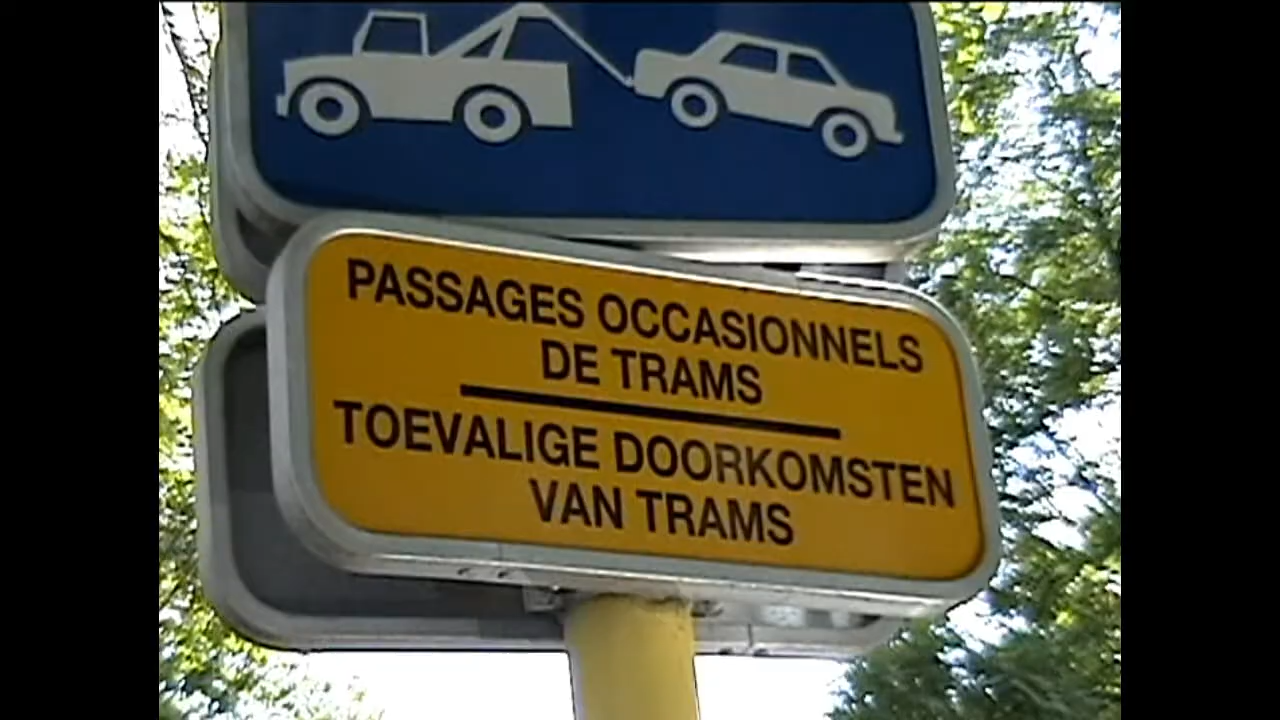 PASSAGES OCCASIONNELS
DE TRAMS
TOEVALIGE DOORKOMSTEN
VAN TRAMS